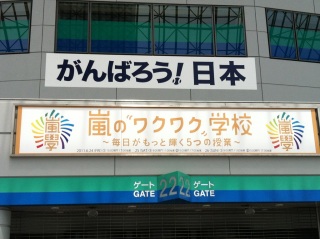 がんばろう!日本
嵐學
嵐の"ワクワク"学校
嵐學
〜毎日がもっと輝く5つの授業〜
ゲート
GATE
22
ゲート
GATE